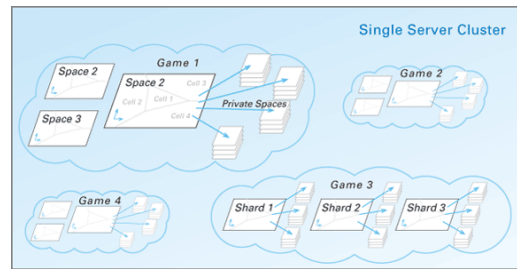 Single Server Cluster
Game 1
Space 2
Space 2
Cell 3
Cell 2
Cell 1
Cell 4
Private Spaces
Space 3
Game 2
Game 4
Game 3
Shard 1
Shard 2
Shard 3